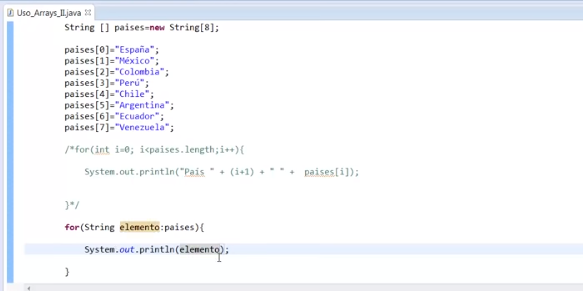 Uso_Arrays_II.java
String [] paises=new String[8];
paises[0]="España";
paises[1]="México";
paises[2]="Colombia";
paises[3]="Perú";
paises[4]="Chile";
paises[5]="Argentina";
paises[6]="Ecuador";
paises[7]="Venezuela";
/*for(int i=0; i<paises.length;i++){
System.out.println("País " + (i+1) + " " +  paises[i]);
}*/
for(String elemento:paises){
System.out.println(elemento);
}